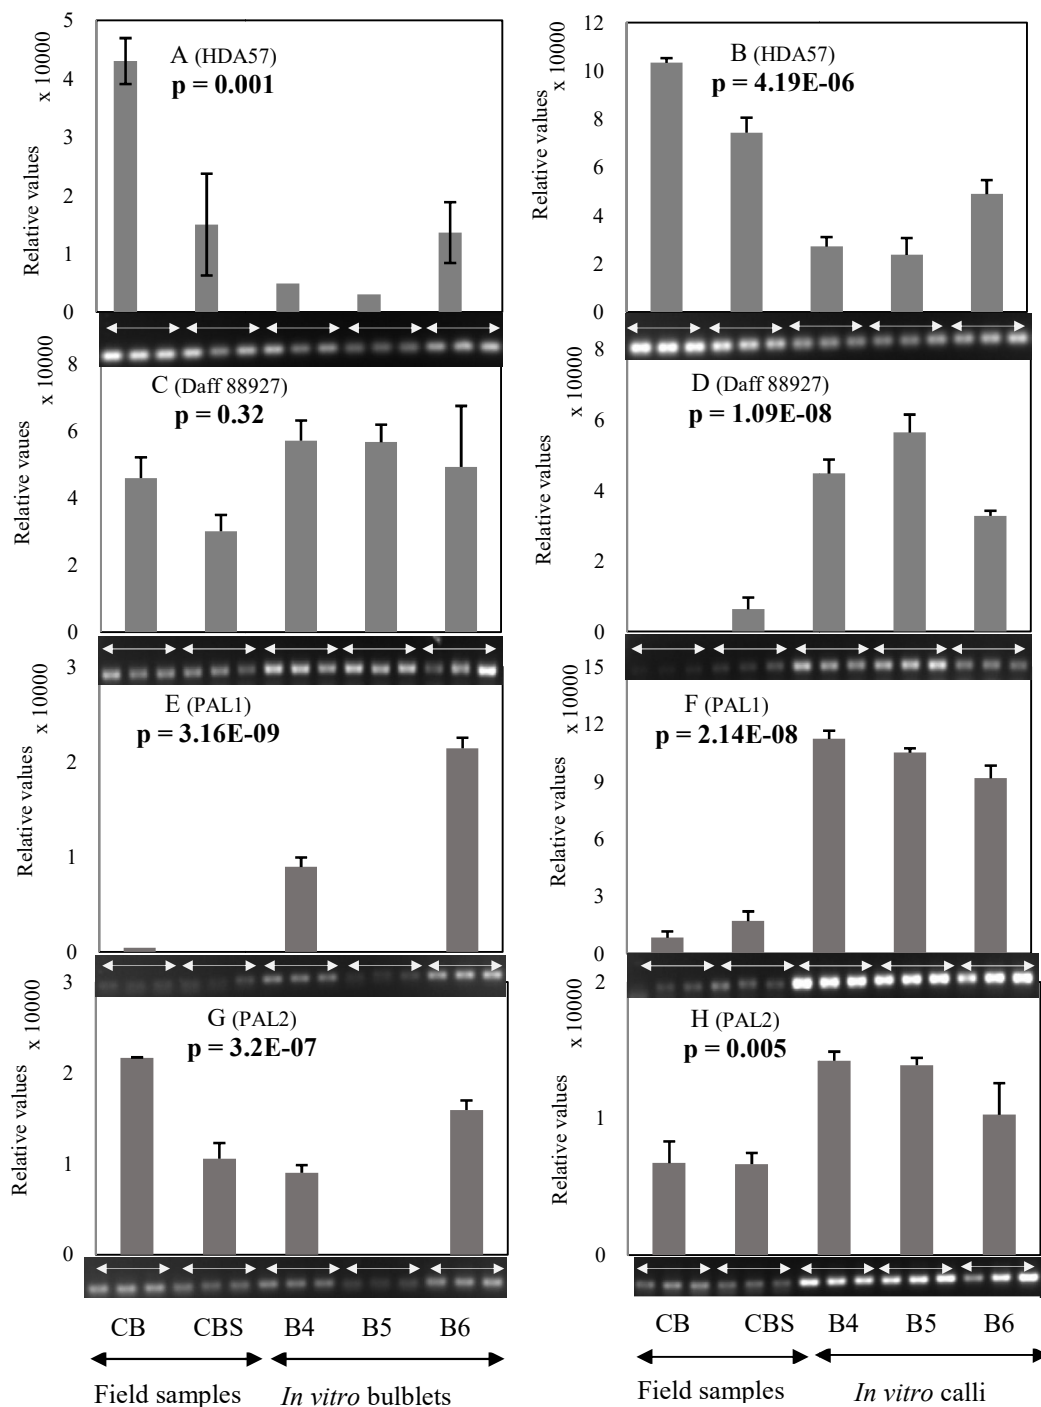 A (HDA57)
p = 0.001
x 10000
Relative values
5
4
3
2
1
0
B (HDA57)
p = 4.19E-06
x 10000
Relative values
12
10
8
6
4
2
0
C (Daff 88927)
p = 0.32
x 10000
Relative vaues
8
6
4
2
0
D (Daff 88927)
p = 1.09E-08
x 10000
Relative values
8
6
4
2
0
E (PAL1)
p = 3.16E-09
x 10000
Relative values
3
2
1
0
F (PAL1)
p = 2.14E-08
x 10000
Relative values
15
12
9
6
3
0
G (PAL2)
p = 3.2E-07
x 10000
Relative values
3
2
1
0
H (PAL2)
p = 0.005
x 10000
Relative values
2
1
0
CB CBS B4 B5 B6
Field samples In vitro bulblets
CB CBS B4 B5 B6
Field samples In vitro calli